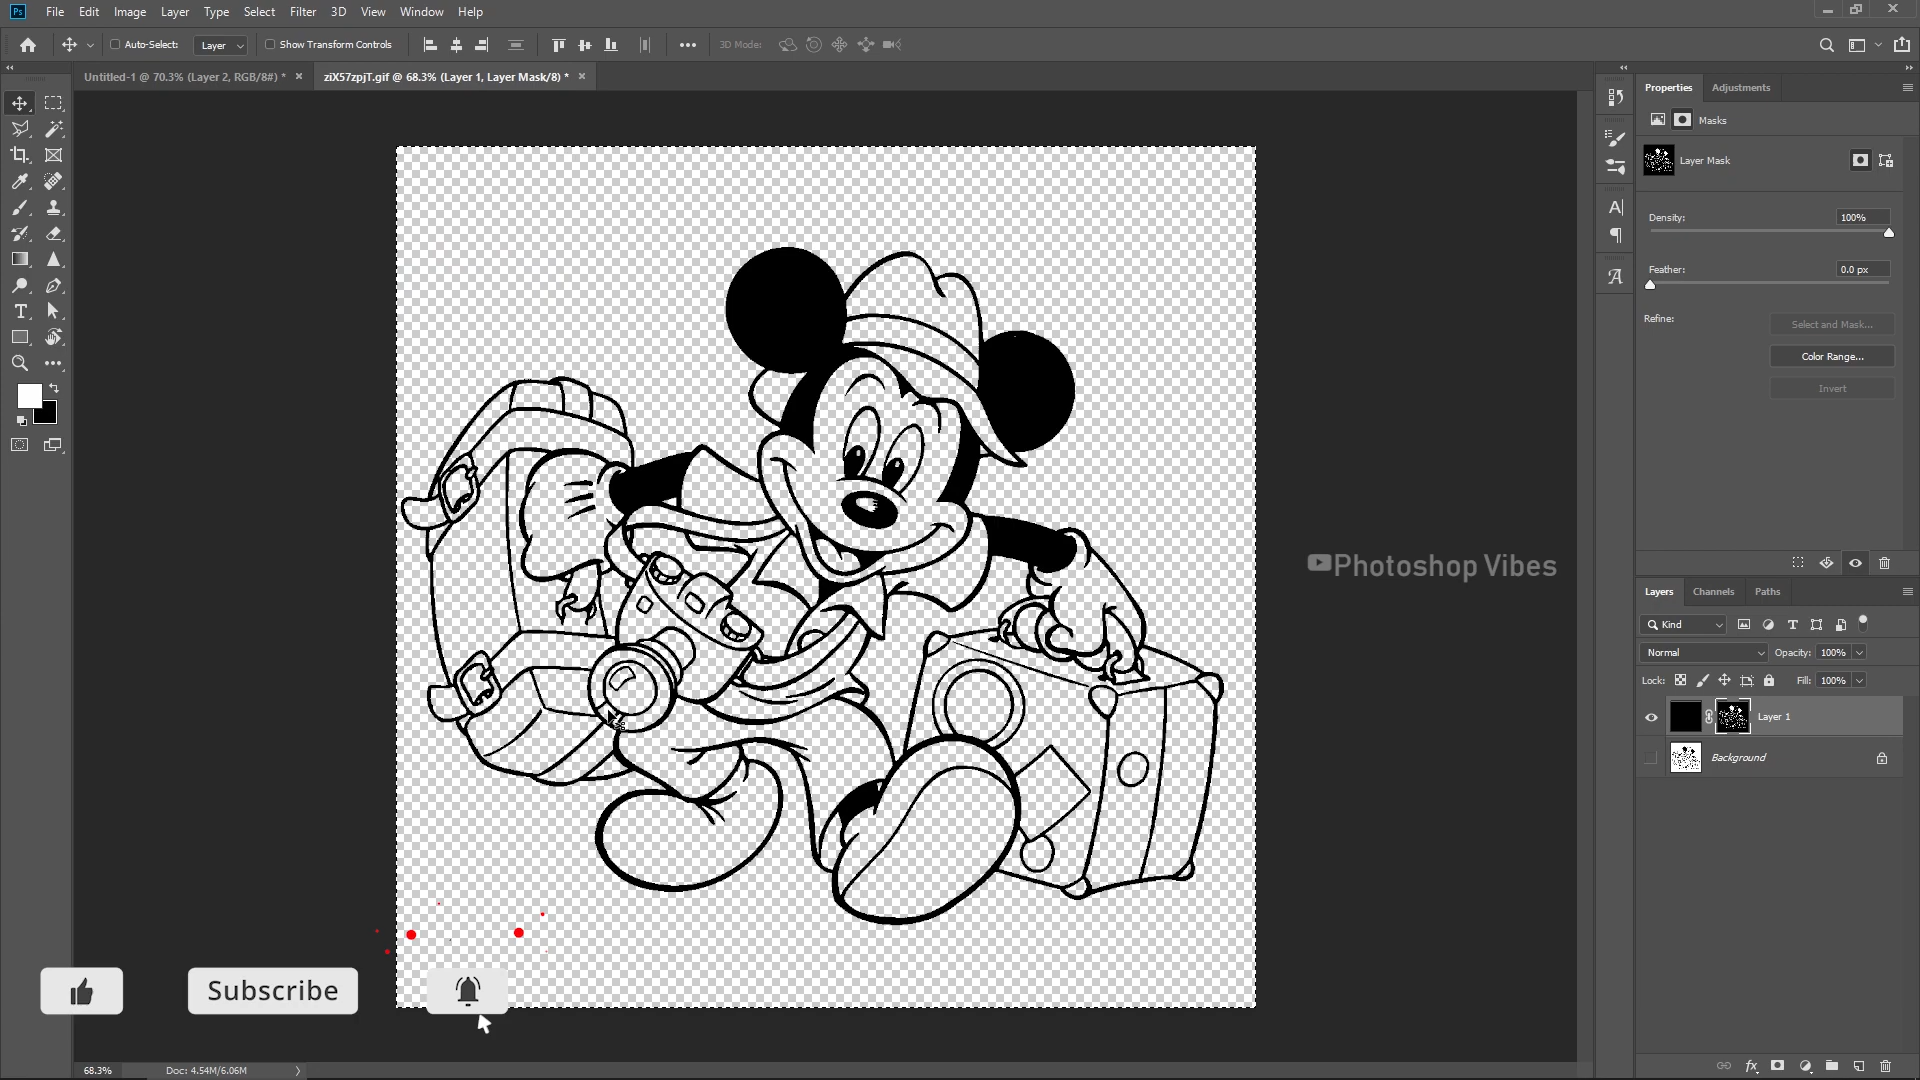 Ps File Edit Image Layer Type Select Filter 3D View Window Help
Auto-Select: Layer Show Transform Controls 3D Mode:
Untitled-1 @ 70.3% (Layer 2, RGB/8#) * ziX57zpjT.gif @ 68.3% (Layer 1, Layer Mask/8) *
Properties Adjustments
Masks
Layer Mask
Density: 100%
Feather: 0.0 px
Refine: Select and Mask...
Color Range...
Invert
Photoshop Vibes
Layers Channels Paths
Kind
Normal Opacity: 100%
Lock: Fill: 100%
Layer 1
Background
Subscribe
68.3% Doc: 4.54M/6.06M
fx